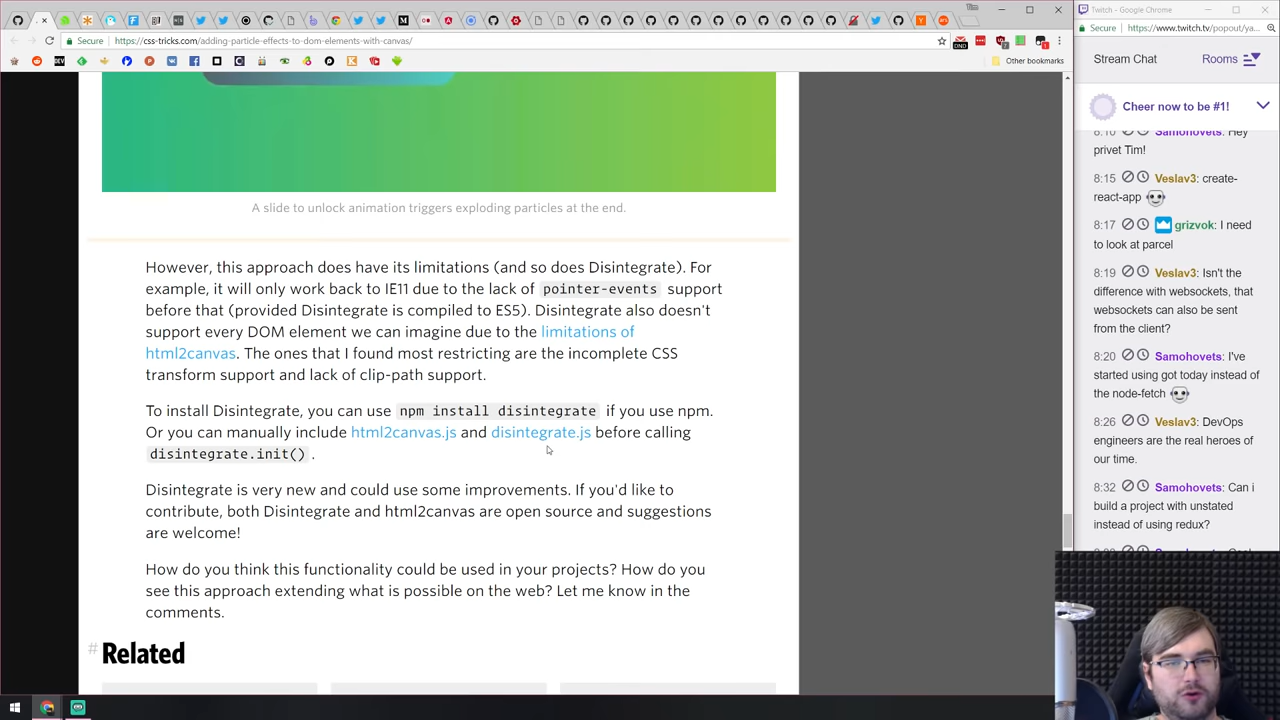 Secure
https://css-tricks.com/adding-particle-effects-to-dom-elements-with-canvas/
Other bookmarks
A slide to unlock animation triggers exploding particles at the end.
However, this approach does have its limitations (and so does Disintegrate). For
example, it will only work back to IE11 due to the lack of pointer-events support
before that (provided Disintegrate is compiled to ES5). Disintegrate also doesn't
support every DOM element we can imagine due to the limitations of
html2canvas. The ones that I found most restricting are the incomplete CSS
transform support and lack of clip-path support.
To install Disintegrate, you can use npm install disintegrate if you use npm.
Or you can manually include html2canvas.js and disintegrate.js before calling
disintegrate.init() .
Disintegrate is very new and could use some improvements. If you'd like to
contribute, both Disintegrate and html2canvas are open source and suggestions
are welcome!
How do you think this functionality could be used in your projects? How do you
see this approach extending what is possible on the web? Let me know in the
comments.
# Related
Twitch - Google Chrome
Secure
https://www.twitch.tv/popout/ya...
Stream Chat
Rooms
Cheer now to be #1!
8:10 Samohovets: Hey
privet Tim!
8:15 Veslav3: create-
react-app
8:17 grizvok: I need
to look at parcel
8:19 Veslav3: Isn't the
difference with websockets, that
websockets can also be sent
from the client?
8:20 Samohovets: I've
started using got today instead of
the node-fetch
8:26 Veslav3: DevOps
engineers are the real heroes of
our time.
8:32 Samohovets: Can i
build a project with unstated
instead of using redux?